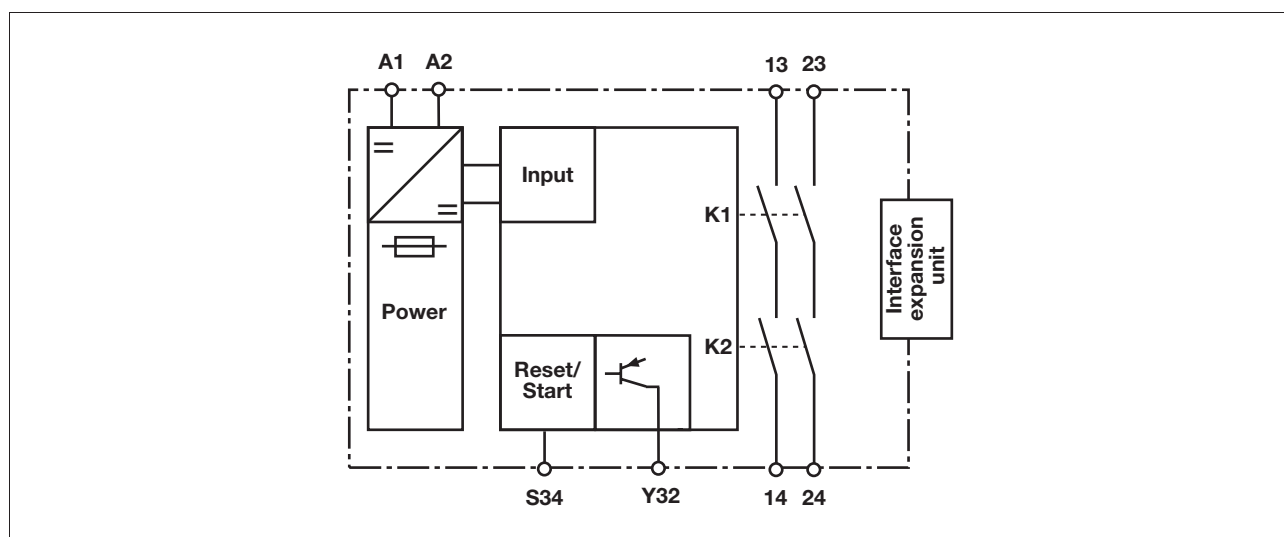 A1 A2
13 23
Input
K1
Interface
expansion
unit
Power
K2
Reset/
Start
S34
Y32
14 24